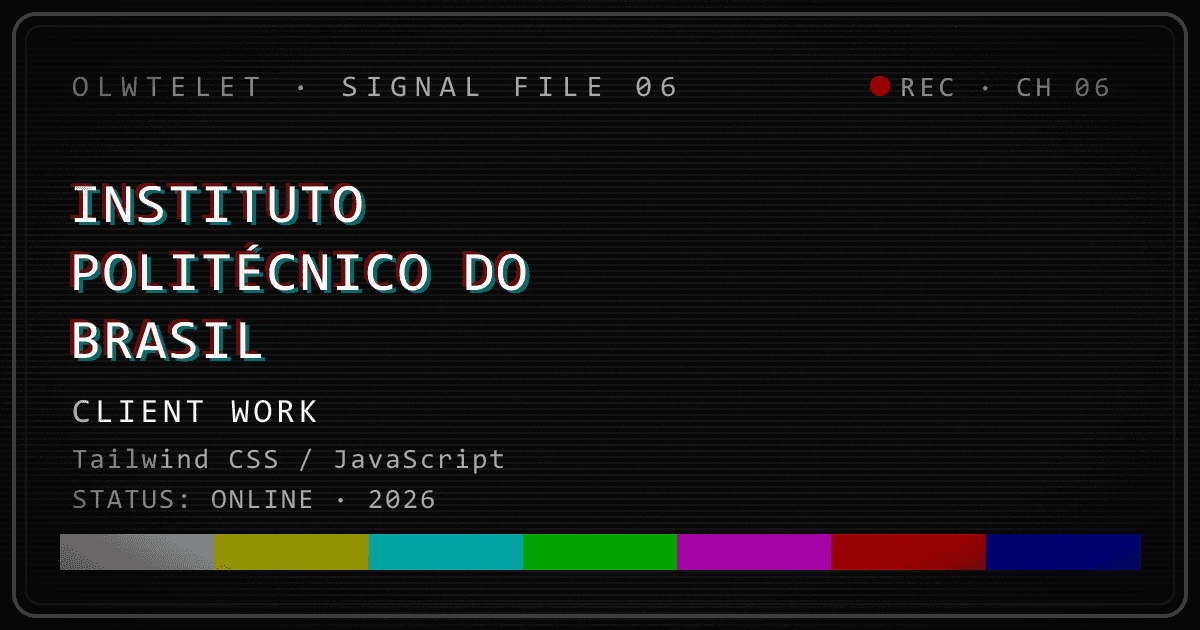 OLWTELET · SIGNAL FILE 06
REC · CH 06
INSTITUTO
POLITÉCNICO DO
BRASIL
CLIENT WORK
Tailwind CSS / JavaScript
STATUS: ONLINE · 2026